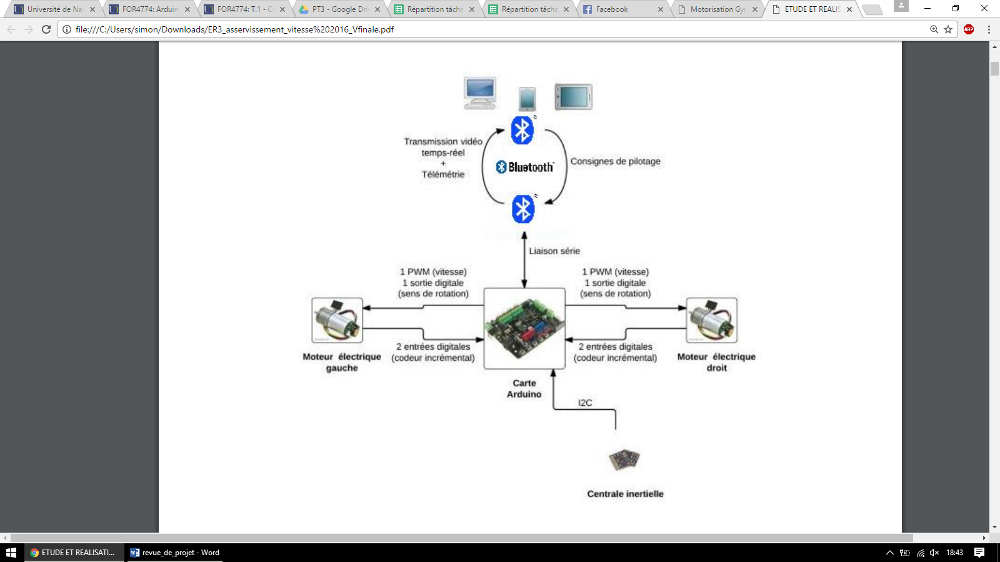 Université de Na
FOR4774: Arduin
FOR4774: T.1 - C
PT3 - Google Dri
Répartition tâche
Répartition tâche
Facebook
Motorisation Gyr
ETUDE ET REALIS
file:///C:/Users/simon/Downloads/ER3_asservissement_vitesse%202016_Vfinale.pdf
ABP
Transmission vidéo
temps-réel
+
Télémétrie
Bluetooth
Consignes de pilotage
Liaison série
1 PWM (vitesse)
1 sortie digitale
(sens de rotation)
1 PWM (vitesse)
1 sortie digitale
(sens de rotation)
2 entrées digitales
(codeur incrémental)
2 entrées digitales
(codeur incrémental)
Moteur électrique
gauche
Moteur électrique
droit
Carte
Arduino
I2C
Centrale inertielle
ETUDE ET REALISATI...
revue_de_projet - Word
18:43